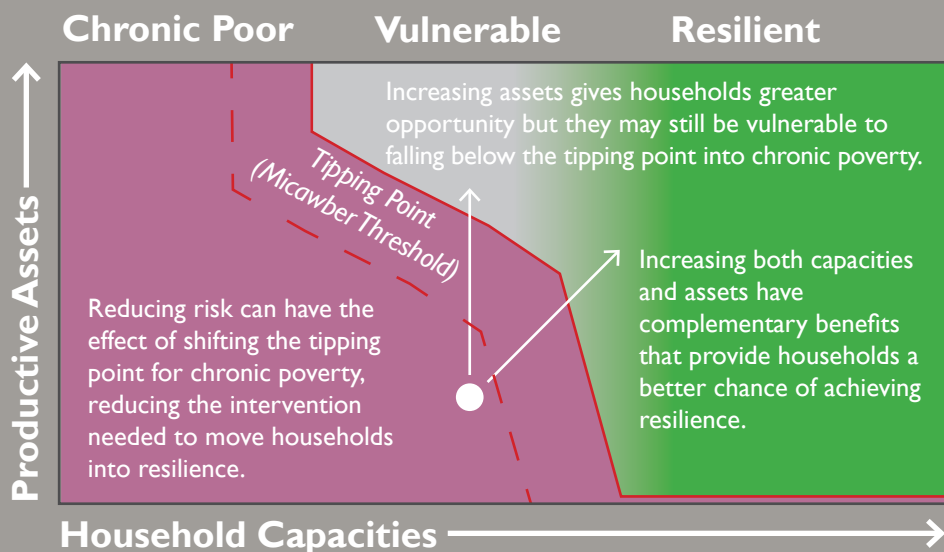 Chronic Poor
Vulnerable
Resilient
Productive Assets
Increasing assets gives households greater
opportunity but they may still be vulnerable to
falling below the tipping point into chronic poverty.
Tipping Point
(Micawber Threshold)
Reducing risk can have the
effect of shifting the tipping
point for chronic poverty,
reducing the intervention
needed to move households
into resilience.
Increasing both capacities
and assets have
complementary benefits
that provide households a
better chance of achieving
resilience.
Household Capacities